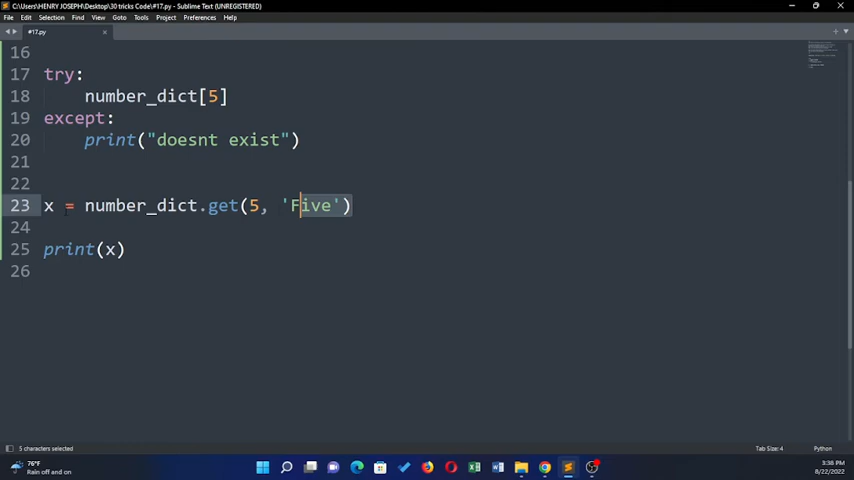 C:\Users\HENRY JOSEPH\Desktop\30 tricks Code\#17.py - Sublime Text (UNREGISTERED)
File Edit Selection Find View Goto Tools Project Preferences Help
#17.py
16
17 try:
18 number_dict[5]
19 except:
20 print("doesnt exist")
21
22
23 x = number_dict.get(5, 'Five')
24
25 print(x)
26
5 characters selected
Tab Size: 4
Python
76°F
Rain off and on
3:38 PM
8/22/2022